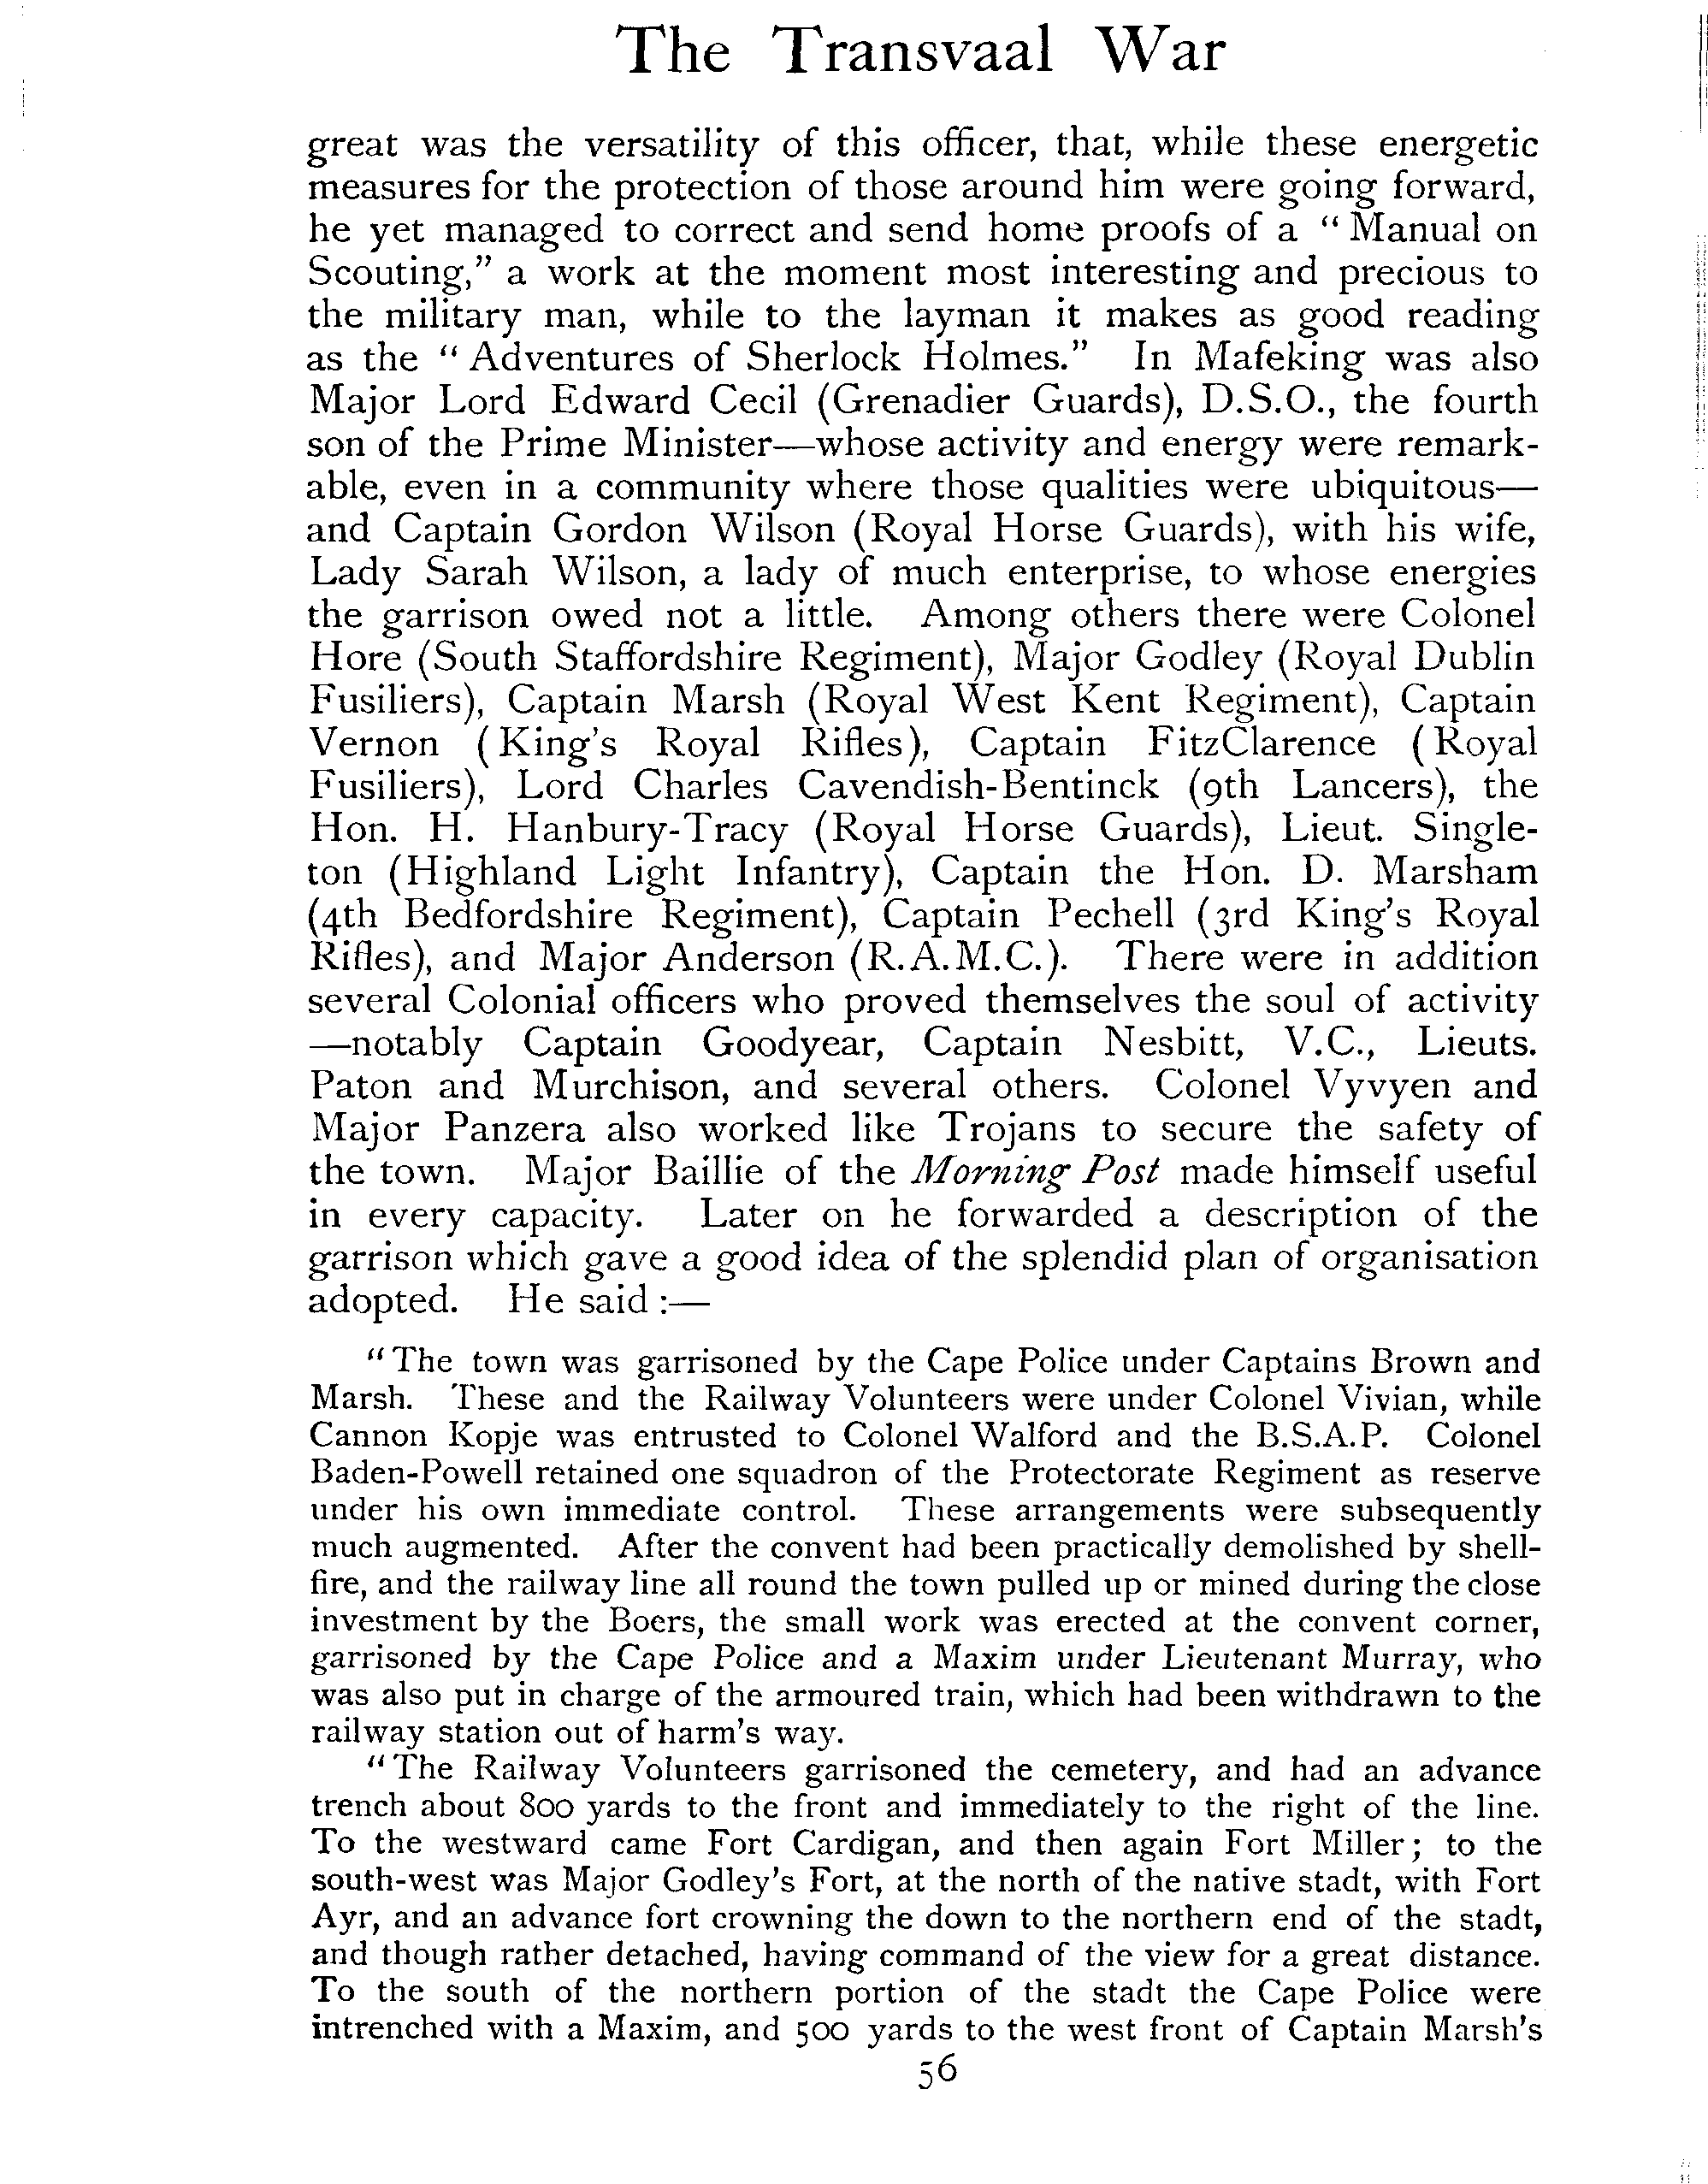 The Transvaal War
great was the versatility of this officer, that, while these energetic
measures for the protection of those around him were going forward,
he yet managed to correct and send home proofs of a "Manual on
Scouting," a work at the moment most interesting and precious to
the military man, while to the layman it makes as good reading
as the "Adventures of Sherlock Holmes." In Mafeking was also
Major Lord Edward Cecil (Grenadier Guards), D.S.O., the fourth
son of the Prime Minister—whose activity and energy were remark-
able, even in a community where those qualities were ubiquitous—
and Captain Gordon Wilson (Royal Horse Guards), with his wife,
Lady Sarah Wilson, a lady of much enterprise, to whose energies
the garrison owed not a little. Among others there were Colonel
Hore (South Staffordshire Regiment), Major Godley (Royal Dublin
Fusiliers), Captain Marsh (Royal West Kent Regiment), Captain
Vernon (King's Royal Rifles), Captain FitzClarence (Royal
Fusiliers), Lord Charles Cavendish-Bentinck (9th Lancers), the
Hon. H. Hanbury-Tracy (Royal Horse Guards), Lieut. Single-
ton (Highland Light Infantry), Captain the Hon. D. Marsham
(4th Bedfordshire Regiment), Captain Pechell (3rd King's Royal
Rifles), and Major Anderson (R.A.M.C.). There were in addition
several Colonial officers who proved themselves the soul of activity
—notably Captain Goodyear, Captain Nesbitt, V.C., Lieuts.
Paton and Murchison, and several others. Colonel Vyvyen and
Major Panzera also worked like Trojans to secure the safety of
the town. Major Baillie of the Morning Post made himself useful
in every capacity. Later on he forwarded a description of the
garrison which gave a good idea of the splendid plan of organisation
adopted. He said:—
"The town was garrisoned by the Cape Police under Captains Brown and
Marsh. These and the Railway Volunteers were under Colonel Vivian, while
Cannon Kopje was entrusted to Colonel Walford and the B.S.A.P. Colonel
Baden-Powell retained one squadron of the Protectorate Regiment as reserve
under his own immediate control. These arrangements were subsequently
much augmented. After the convent had been practically demolished by shell-
fire, and the railway line all round the town pulled up or mined during the close
investment by the Boers, the small work was erected at the convent corner,
garrisoned by the Cape Police and a Maxim under Lieutenant Murray, who
was also put in charge of the armoured train, which had been withdrawn to the
railway station out of harm's way.
"The Railway Volunteers garrisoned the cemetery, and had an advance
trench about 800 yards to the front and immediately to the right of the line.
To the westward came Fort Cardigan, and then again Fort Miller; to the
south-west was Major Godley's Fort, at the north of the native stadt, with Fort
Ayr, and an advance fort crowning the down to the northern end of the stadt,
and though rather detached, having command of the view for a great distance.
To the south of the northern portion of the stadt the Cape Police were
intrenched with a Maxim, and 500 yards to the west front of Captain Marsh's
56